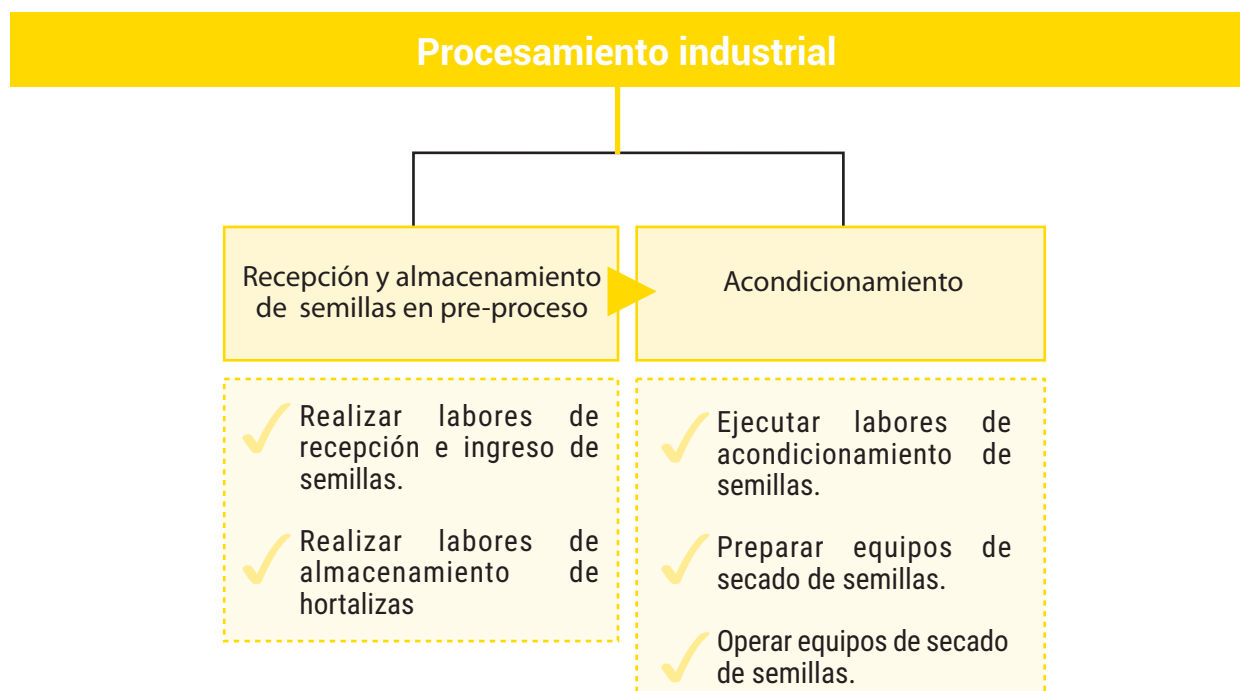 Procesamiento industrial
Recepción y almacenamiento
de semillas en pre-proceso
Acondicionamiento
Realizar labores de
recepción e ingreso de
semillas.
Realizar labores de
almacenamiento de
hortalizas
Ejecutar labores de
acondicionamiento de
semillas.
Preparar equipos de
secado de semillas.
Operar equipos de secado
de semillas.